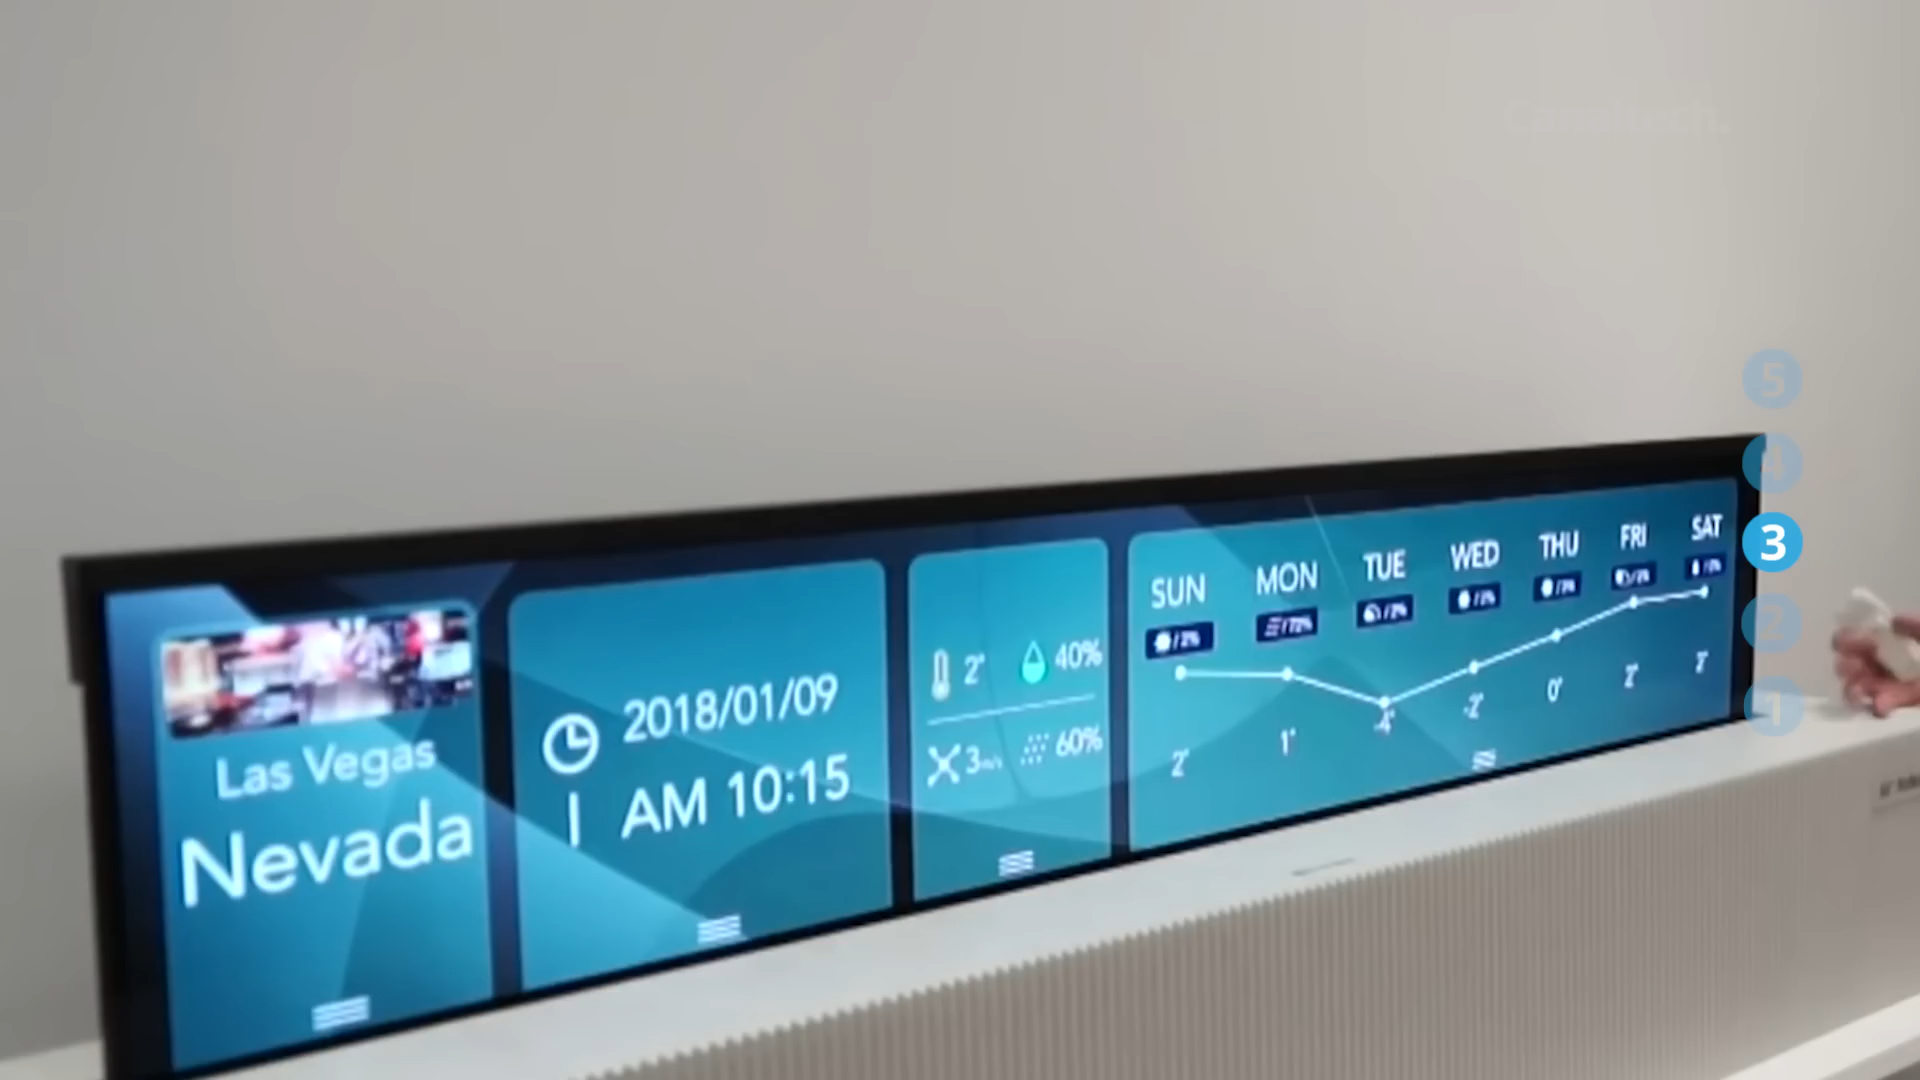 Canaltech.
5
4
3
2
1
Las Vegas
Nevada
2018/01/09
AM 10:15
2° 40%
3m/s 60%
SUN MON TUE WED THU FRI SAT
2° 1° -4° -2° 0° 2° 2°